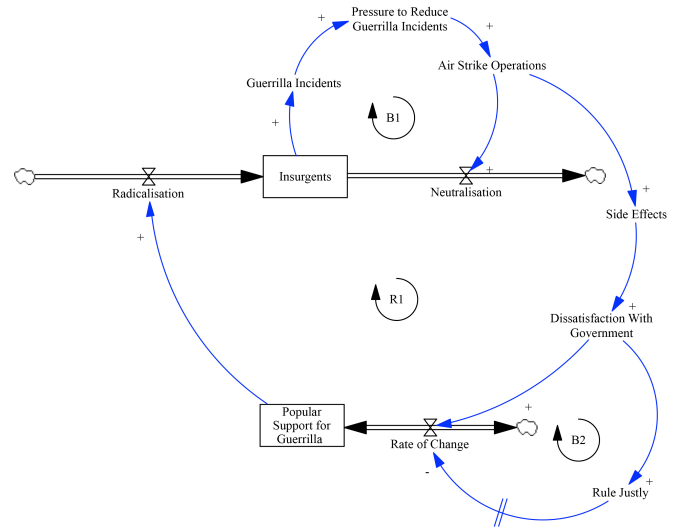 Pressure to Reduce
Guerrilla Incidents
+
+
Air Strike Operations
Guerrilla Incidents
+
B1
+
Insurgents
Radicalisation
Neutralisation
+
Side Effects
+
R1
+
Dissatisfaction With
Government
Popular
Support for
Guerrilla
+
Rate of Change
B2
-
+
Rule Justly